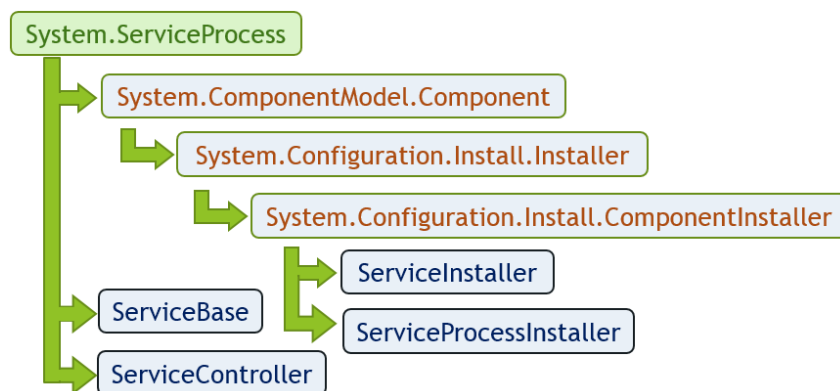 System.ServiceProcess
System.ComponentModel.Component
System.Configuration.Install.Installer
System.Configuration.Install.ComponentInstaller
ServiceInstaller
ServiceBase
ServiceProcessInstaller
ServiceController